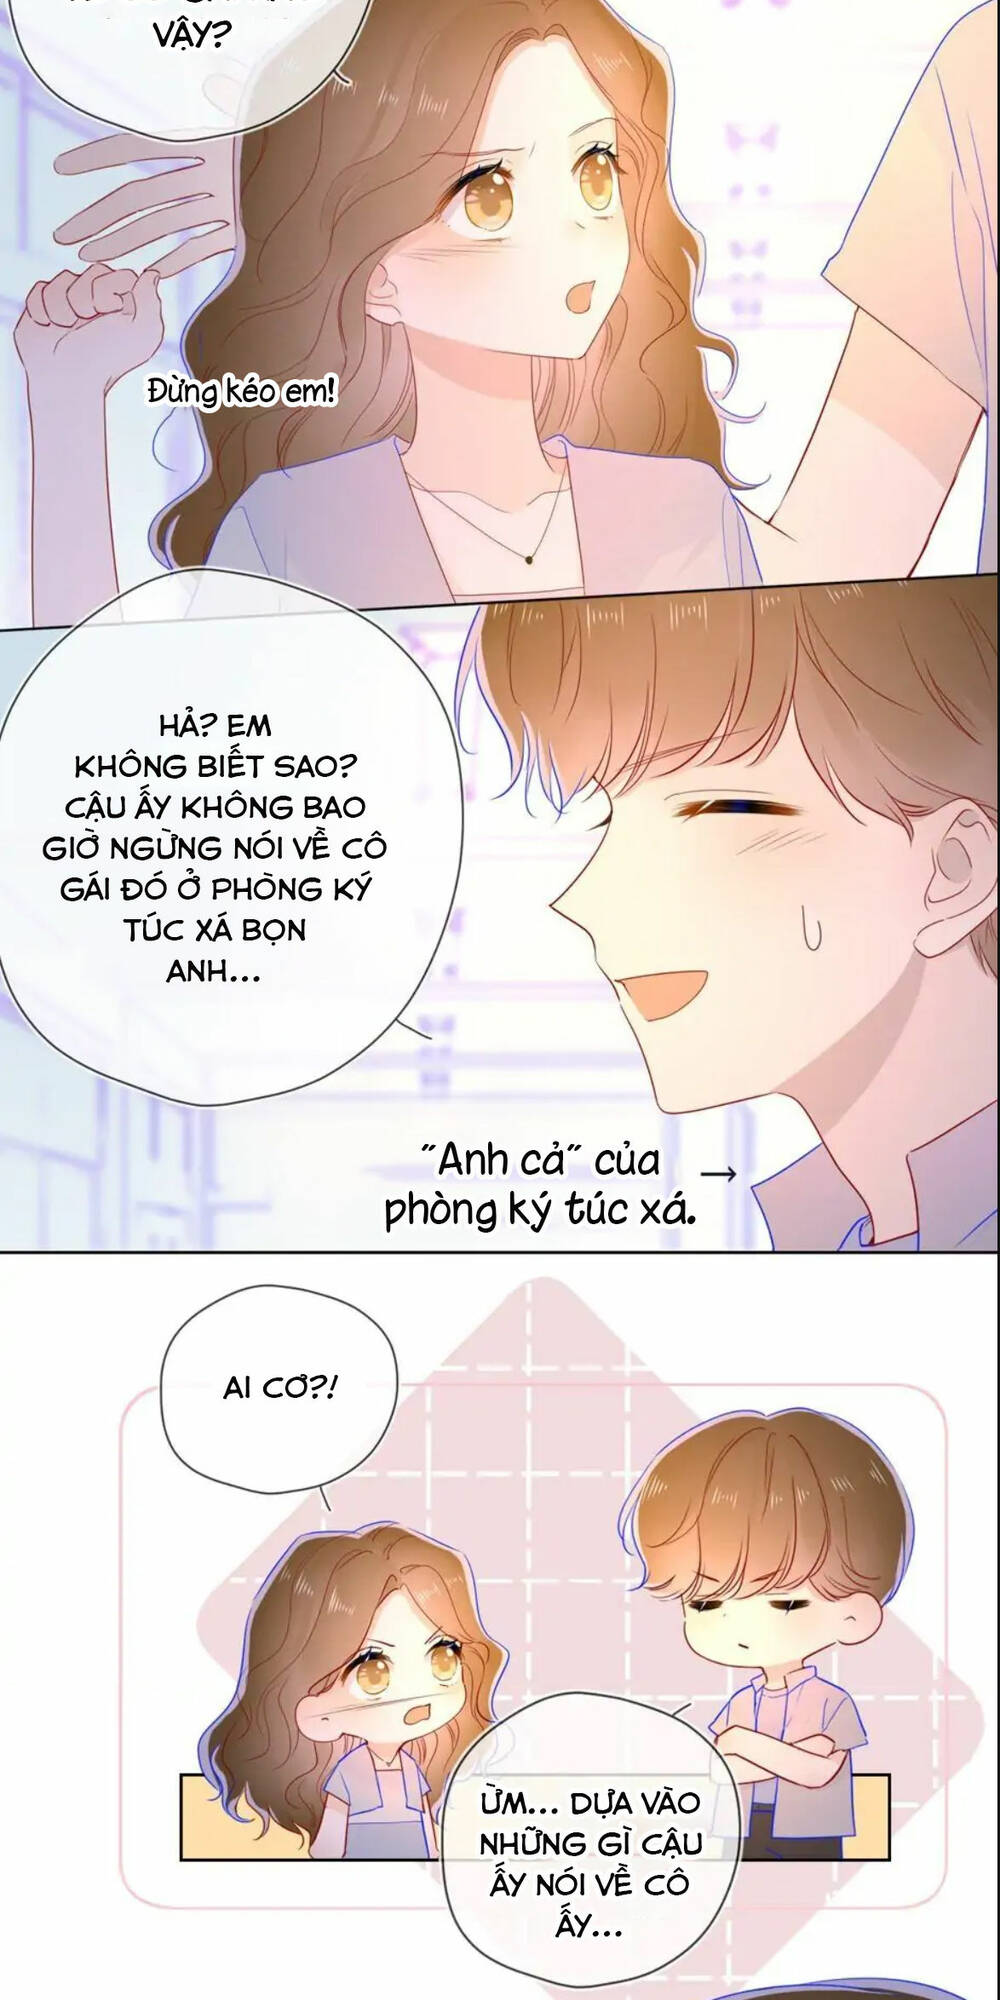 VẬY?
Đừng kéo em!
HẢ? EM
KHÔNG BIẾT SAO?
CẬU ẤY KHÔNG BAO
GIỜ NGỪNG NÓI VỀ CÔ
GÁI ĐÓ Ở PHÒNG KÝ
TÚC XÁ BỌN
ANH...
"Anh cả" của
phòng ký túc xá.
AI CƠ?!
ỪM... DỰA VÀO
NHỮNG GÌ CẬU
ẤY NÓI VỀ CÔ
ẤY...